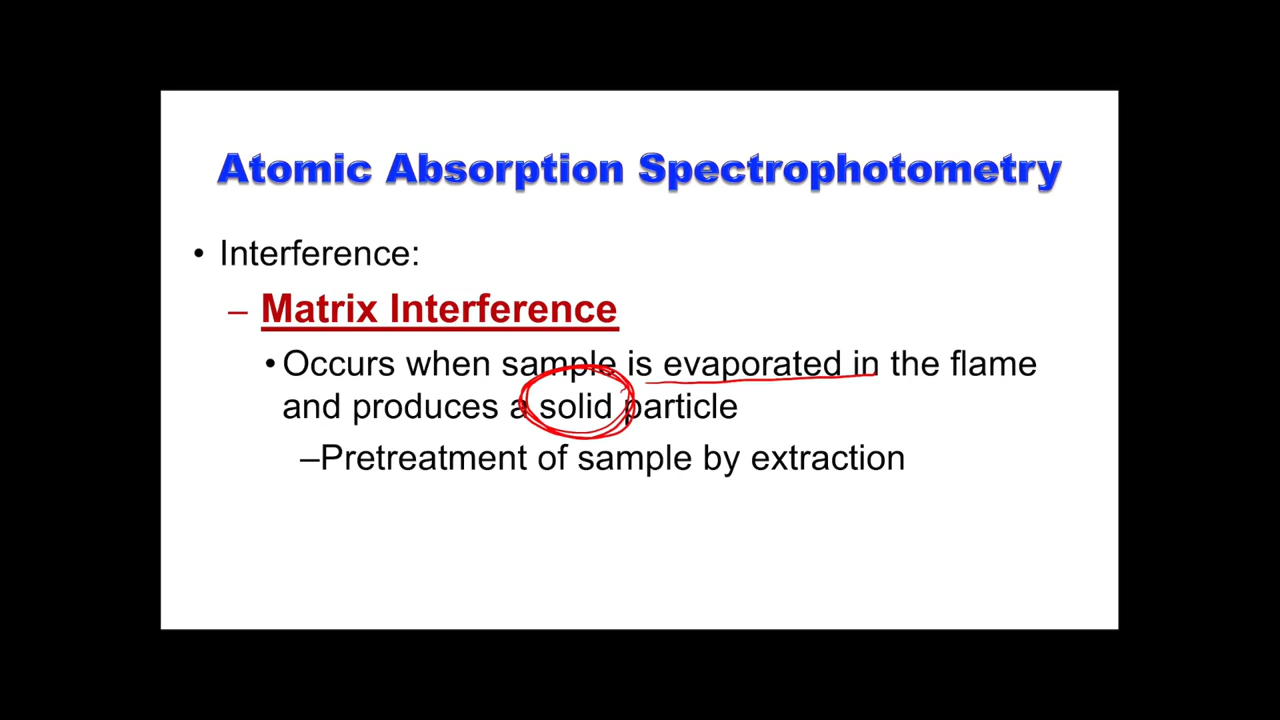 Atomic Absorption Spectrophotometry
• Interference:
– Matrix Interference
• Occurs when sample is evaporated in the flame
and produces a solid particle
–Pretreatment of sample by extraction